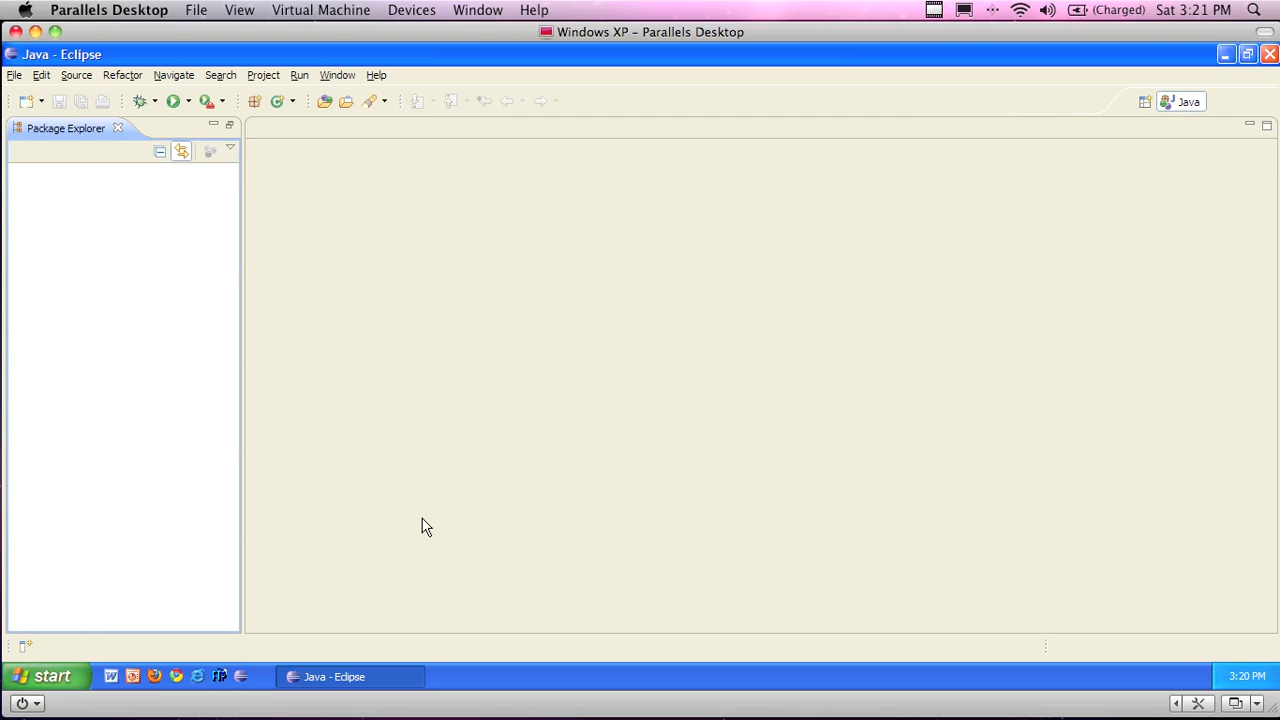 Parallels Desktop File View Virtual Machine Devices Window Help (Charged) Sat 3:21 PM
Windows XP – Parallels Desktop
Java - Eclipse
File Edit Source Refactor Navigate Search Project Run Window Help
Java
Package Explorer
start Java - Eclipse 3:20 PM